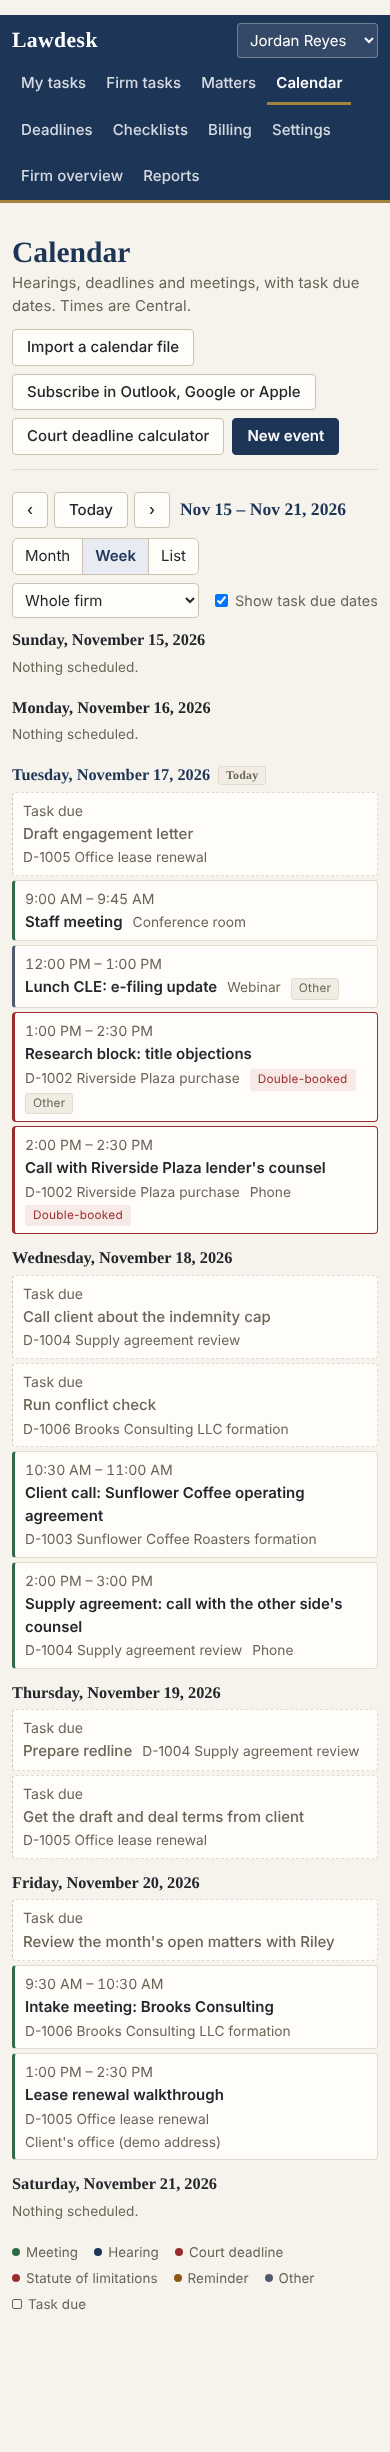 Lawdesk
Jordan Reyes
My tasks Firm tasks Matters Calendar
Deadlines Checklists Billing Settings
Firm overview Reports
Calendar
Hearings, deadlines and meetings, with task due
dates. Times are Central.
Import a calendar file
Subscribe in Outlook, Google or Apple
Court deadline calculator New event
‹ Today › Nov 15 – Nov 21, 2026
Month Week List
Whole firm Show task due dates
Sunday, November 15, 2026
Nothing scheduled.
Monday, November 16, 2026
Nothing scheduled.
Tuesday, November 17, 2026 Today
Task due
Draft engagement letter
D-1005 Office lease renewal
9:00 AM – 9:45 AM
Staff meeting Conference room
12:00 PM – 1:00 PM
Lunch CLE: e-filing update Webinar Other
1:00 PM – 2:30 PM
Research block: title objections
D-1002 Riverside Plaza purchase Double-booked
Other
2:00 PM – 2:30 PM
Call with Riverside Plaza lender's counsel
D-1002 Riverside Plaza purchase Phone
Double-booked
Wednesday, November 18, 2026
Task due
Call client about the indemnity cap
D-1004 Supply agreement review
Task due
Run conflict check
D-1006 Brooks Consulting LLC formation
10:30 AM – 11:00 AM
Client call: Sunflower Coffee operating
agreement
D-1003 Sunflower Coffee Roasters formation
2:00 PM – 3:00 PM
Supply agreement: call with the other side's
counsel
D-1004 Supply agreement review Phone
Thursday, November 19, 2026
Task due
Prepare redline D-1004 Supply agreement review
Task due
Get the draft and deal terms from client
D-1005 Office lease renewal
Friday, November 20, 2026
Task due
Review the month's open matters with Riley
9:30 AM – 10:30 AM
Intake meeting: Brooks Consulting
D-1006 Brooks Consulting LLC formation
1:00 PM – 2:30 PM
Lease renewal walkthrough
D-1005 Office lease renewal
Client's office (demo address)
Saturday, November 21, 2026
Nothing scheduled.
Meeting Hearing Court deadline
Statute of limitations Reminder Other
Task due